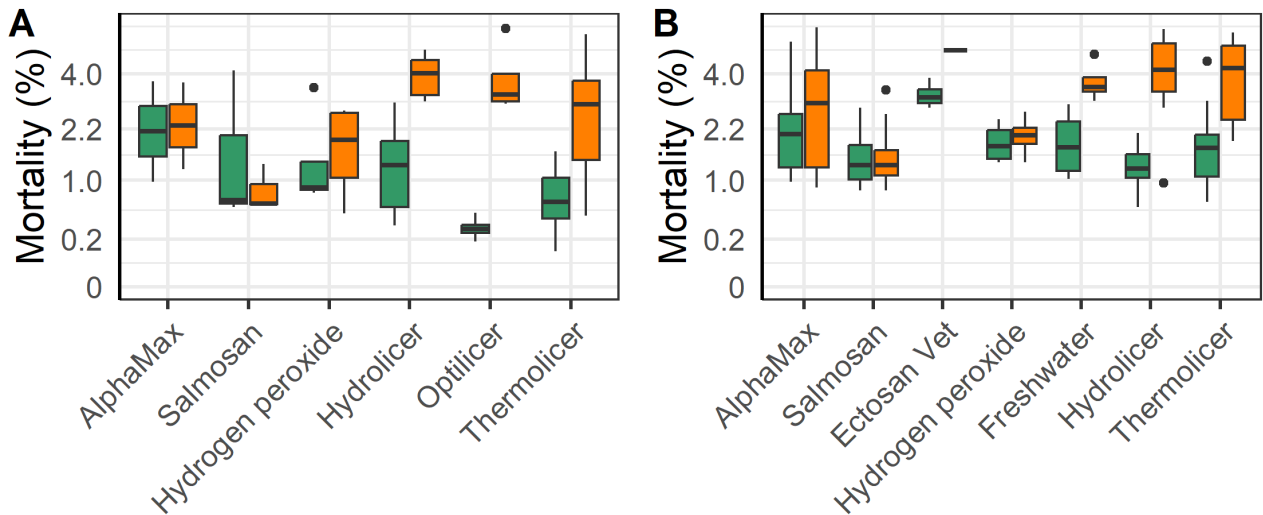 A
Mortality (%)
4.0
2.2
1.0
0.2
0
AlphaMax
Salmosan
Hydrogen peroxide
Hydrolicer
Optilicer
Thermolicer
B
Mortality (%)
4.0
2.2
1.0
0.2
0
AlphaMax
Salmosan
Ectosan Vet
Hydrogen peroxide
Freshwater
Hydrolicer
Thermolicer